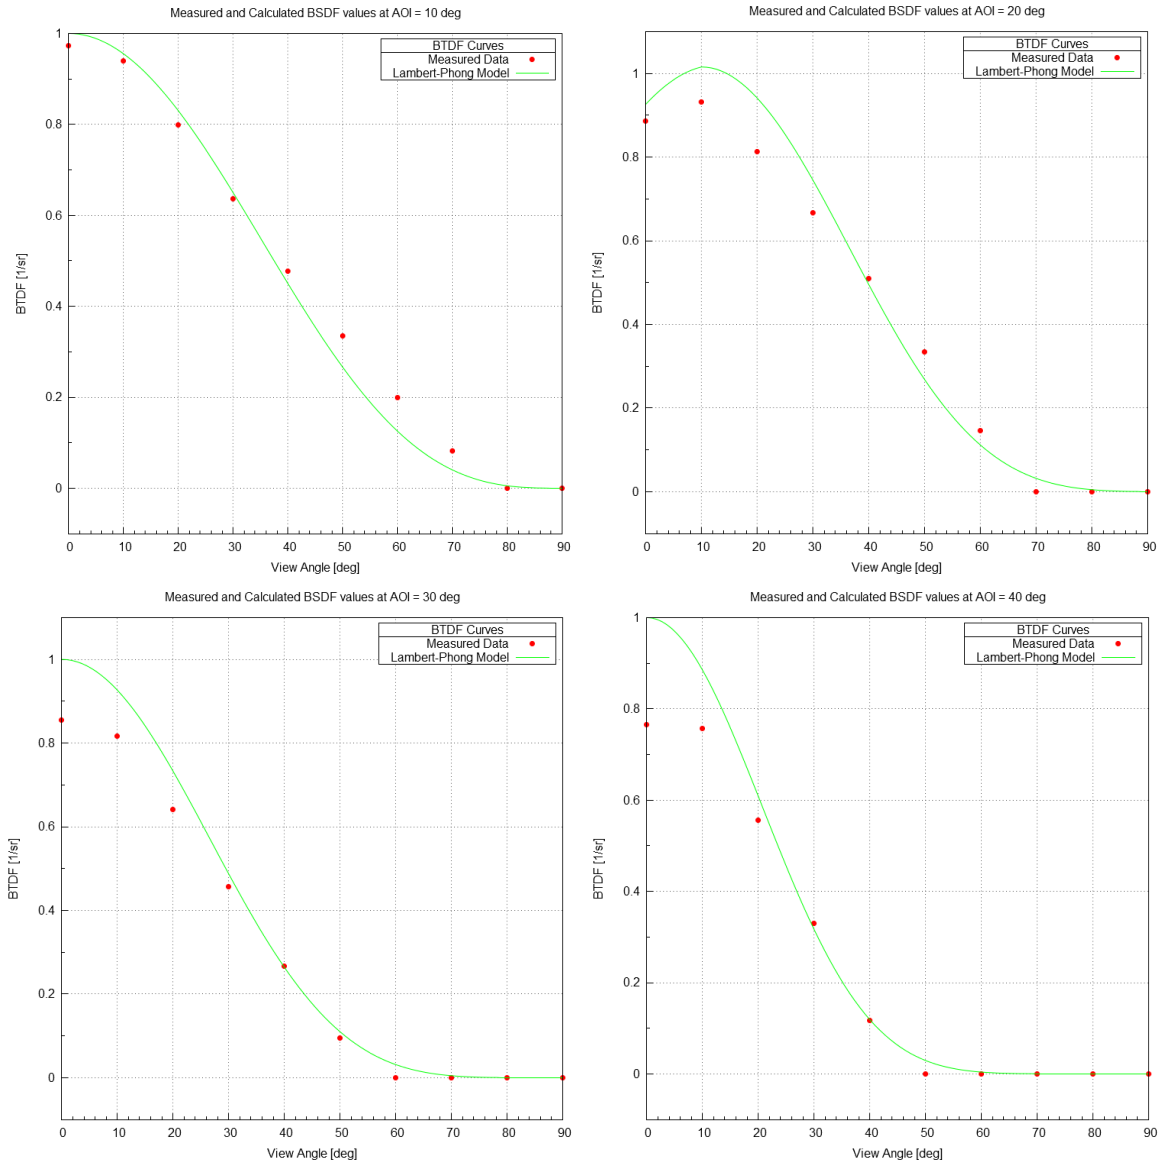 Measured and Calculated BSDF values at AOI = 10 deg
BTDF Curves
Measured Data
Lambert-Phong Model
1
0.8
0.6
0.4
0.2
0
BTDF [1/sr]
0 10 20 30 40 50 60 70 80 90
View Angle [deg]
Measured and Calculated BSDF values at AOI = 20 deg
BTDF Curves
Measured Data
Lambert-Phong Model
1
0.8
0.6
0.4
0.2
0
BTDF [1/sr]
0 10 20 30 40 50 60 70 80 90
View Angle [deg]
Measured and Calculated BSDF values at AOI = 30 deg
BTDF Curves
Measured Data
Lambert-Phong Model
1
0.8
0.6
0.4
0.2
0
BTDF [1/sr]
0 10 20 30 40 50 60 70 80 90
View Angle [deg]
Measured and Calculated BSDF values at AOI = 40 deg
BTDF Curves
Measured Data
Lambert-Phong Model
1
0.8
0.6
0.4
0.2
0
BTDF [1/sr]
0 10 20 30 40 50 60 70 80 90
View Angle [deg]